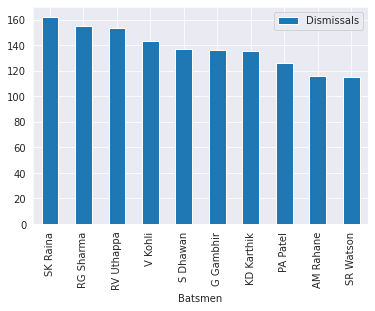 Dismissals
160
140
120
100
80
60
40
20
0
SK Raina
RG Sharma
RV Uthappa
V Kohli
S Dhawan
G Gambhir
KD Karthik
PA Patel
AM Rahane
SR Watson
Batsmen